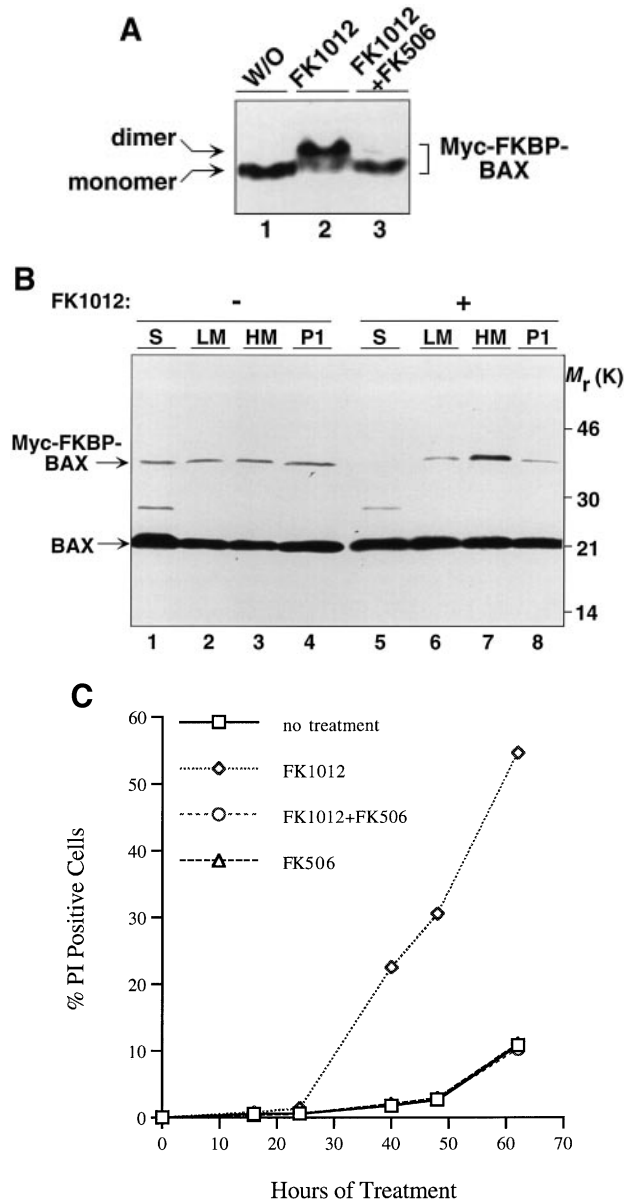 A
W/O FK1012 FK1012 +FK506
dimer
monomer
Myc-FKBP-
BAX
1 2 3
B
FK1012: - +
S LM HM P1 S LM HM P1
Mr (K)
46
Myc-FKBP-
BAX
30
BAX
21
14
1 2 3 4 5 6 7 8
C
60
no treatment
FK1012
50
FK1012+FK506
FK506
40
30
20
10
0
% PI Positive Cells
0 10 20 30 40 50 60 70
Hours of Treatment